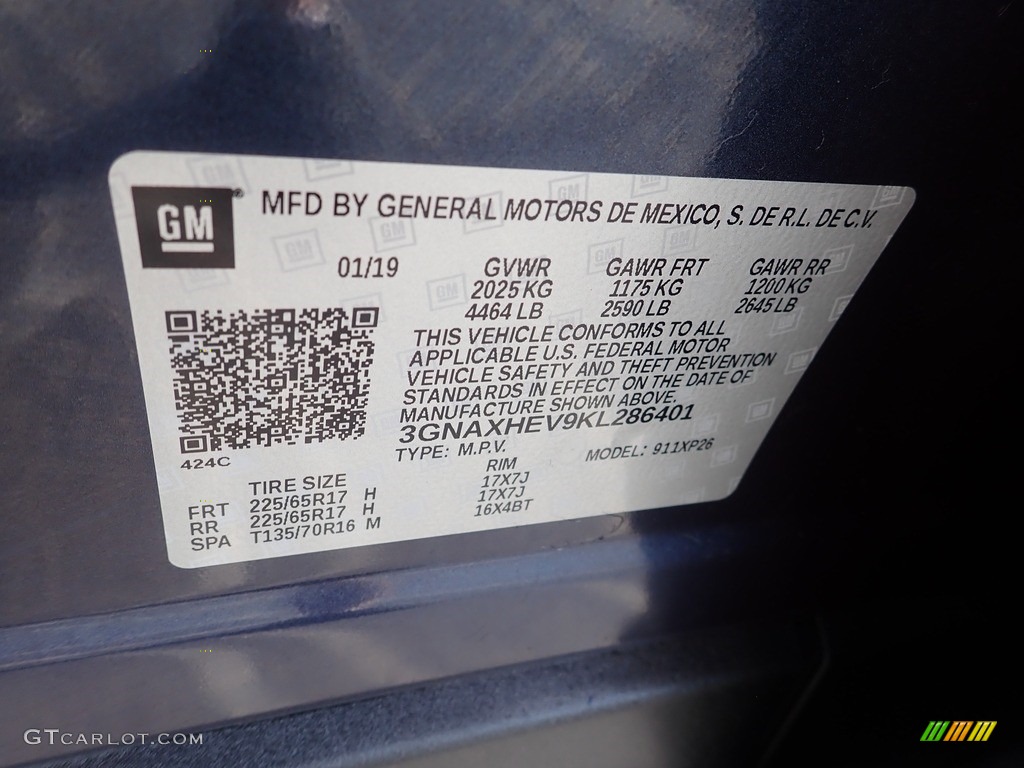 GM® MFD BY GENERAL MOTORS DE MEXICO, S. DE R.L. DE C.V.
01/19 GVWR GAWR FRT GAWR RR
2025 KG 1175 KG 1200 KG
4464 LB 2590 LB 2645 LB
THIS VEHICLE CONFORMS TO ALL
APPLICABLE U.S. FEDERAL MOTOR
VEHICLE SAFETY AND THEFT PREVENTION
STANDARDS IN EFFECT ON THE DATE OF
MANUFACTURE SHOWN ABOVE.
3GNAXHEV9KL286401
424C
TYPE: M.P.V. MODEL: 911XP26
TIRE SIZE RIM
FRT 225/65R17 H 17X7J
RR 225/65R17 H 17X7J
SPA T135/70R16 M 16X4BT
GTCARLOT.COM